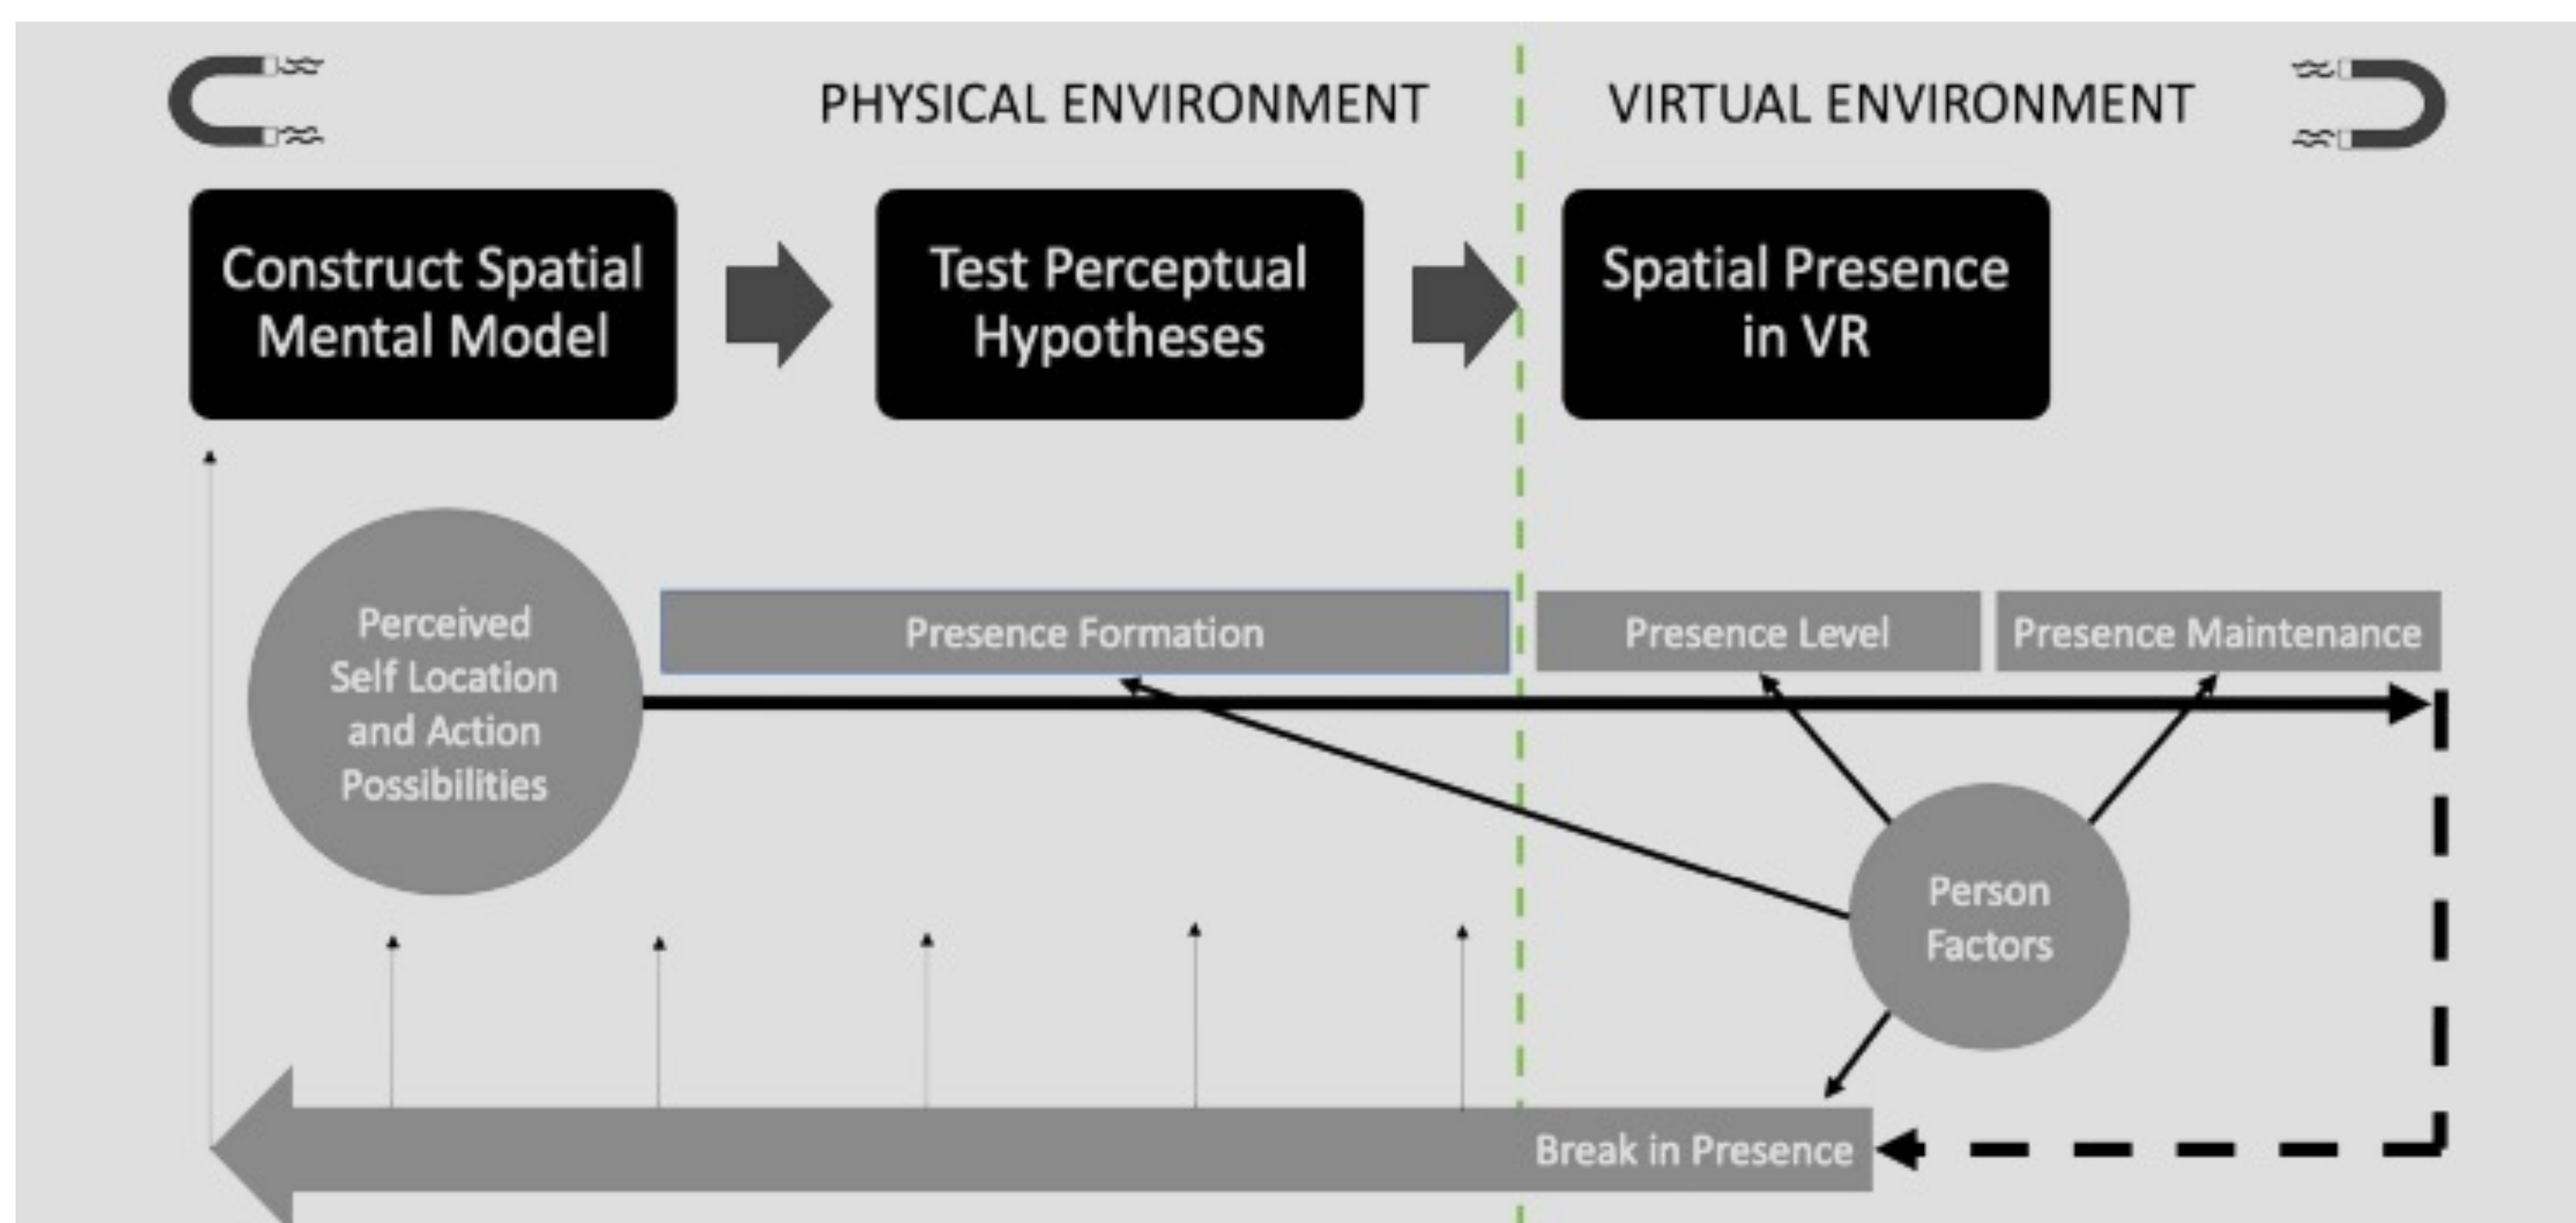 PHYSICAL ENVIRONMENT
VIRTUAL ENVIRONMENT
Construct Spatial
Mental Model
Test Perceptual
Hypotheses
Spatial Presence
in VR
Perceived
Self Location
and Action
Possibilities
Presence Formation
Presence Level
Presence Maintenance
Person
Factors
Break in Presence